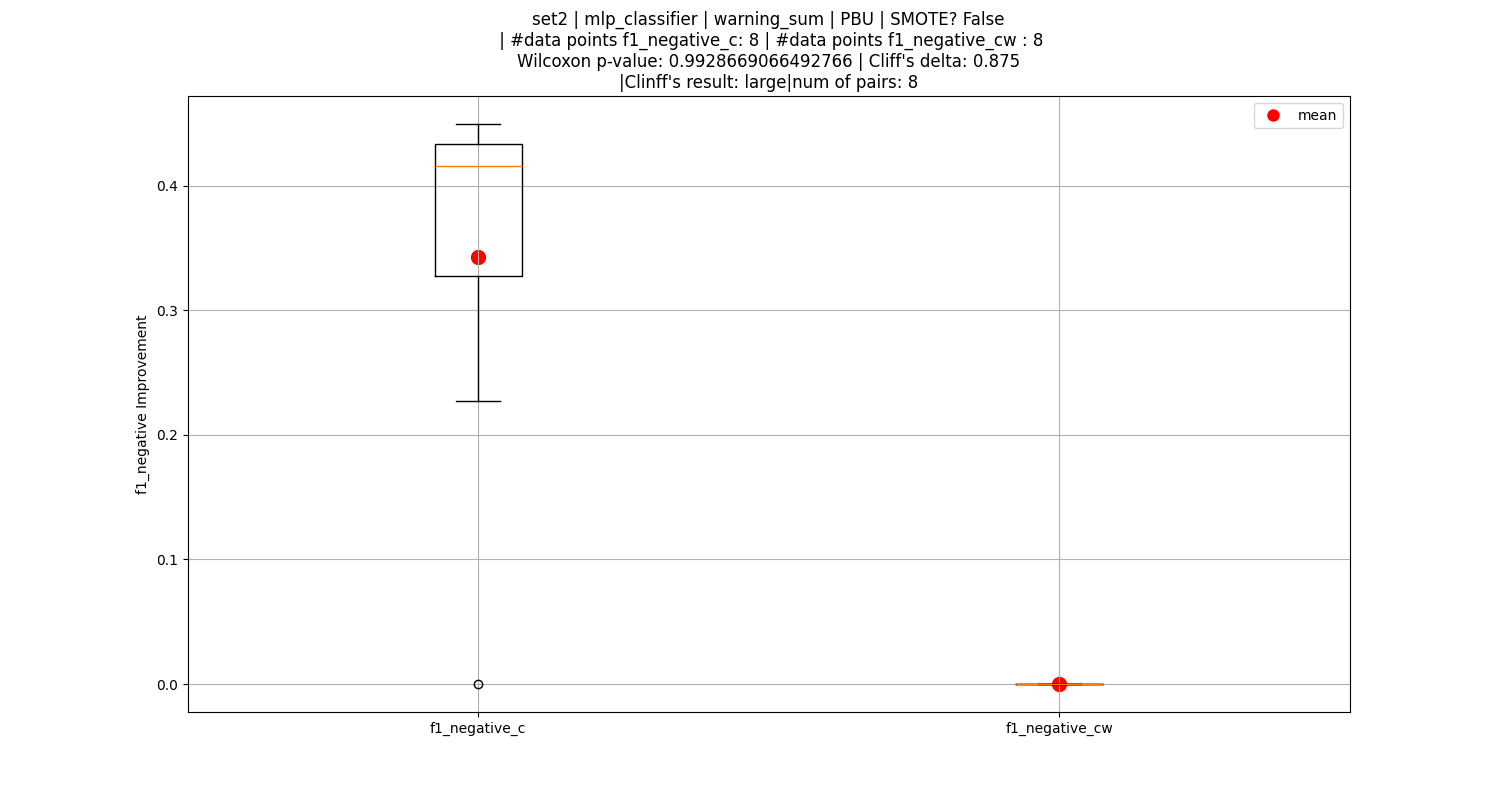 set2 | mlp_classifier | warning_sum | PBU | SMOTE? False
| #data points f1_negative_c: 8 | #data points f1_negative_cw : 8
Wilcoxon p-value: 0.9928669066492766 | Cliff's delta: 0.875
|Clinff's result: large|num of pairs: 8
mean
f1_negative Improvement
0.4
0.3
0.2
0.1
0.0
f1_negative_c
f1_negative_cw